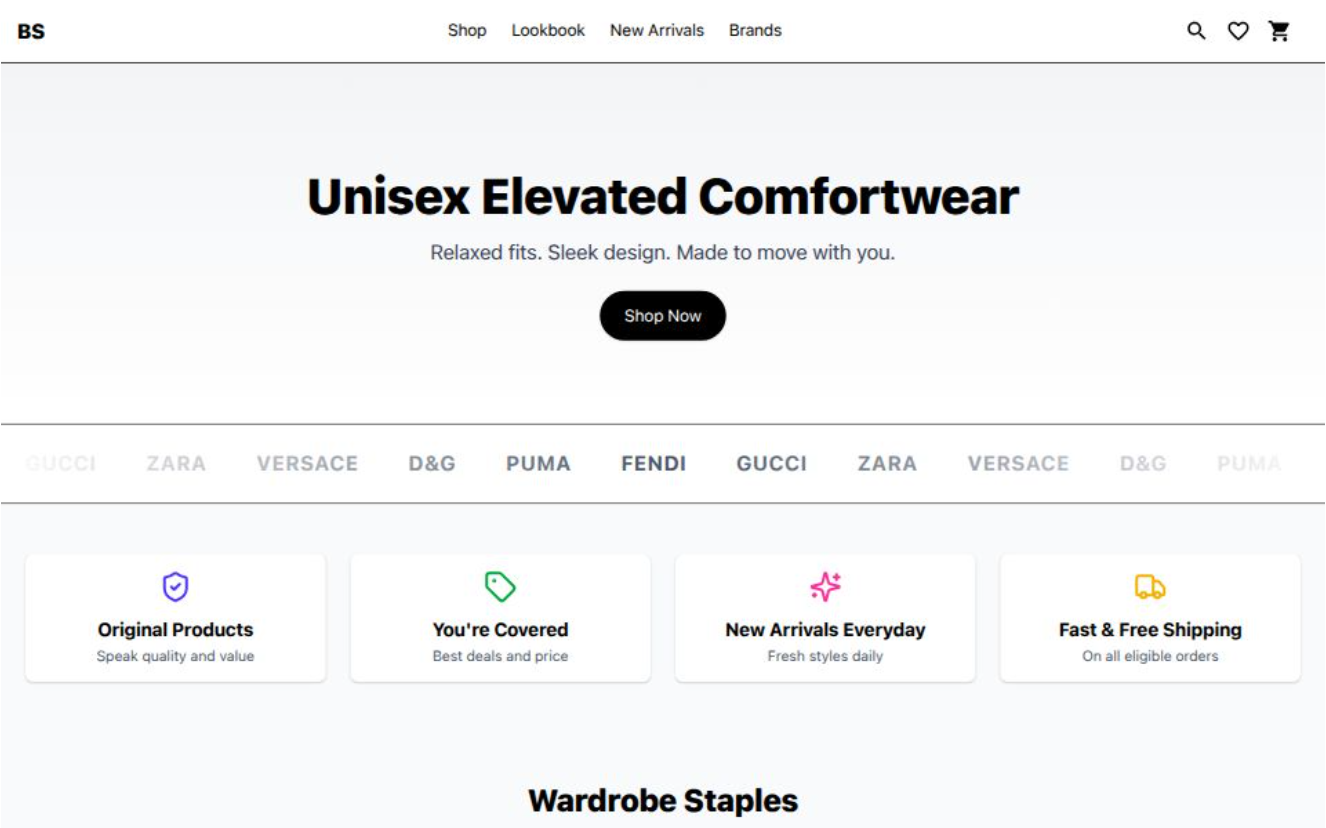 BS
Shop Lookbook New Arrivals Brands
Unisex Elevated Comfortwear
Relaxed fits. Sleek design. Made to move with you.
Shop Now
GUCCI ZARA VERSACE D&G PUMA FENDI GUCCI ZARA VERSACE D&G PUMA
Original Products
Speak quality and value
You're Covered
Best deals and price
New Arrivals Everyday
Fresh styles daily
Fast & Free Shipping
On all eligible orders
Wardrobe Staples